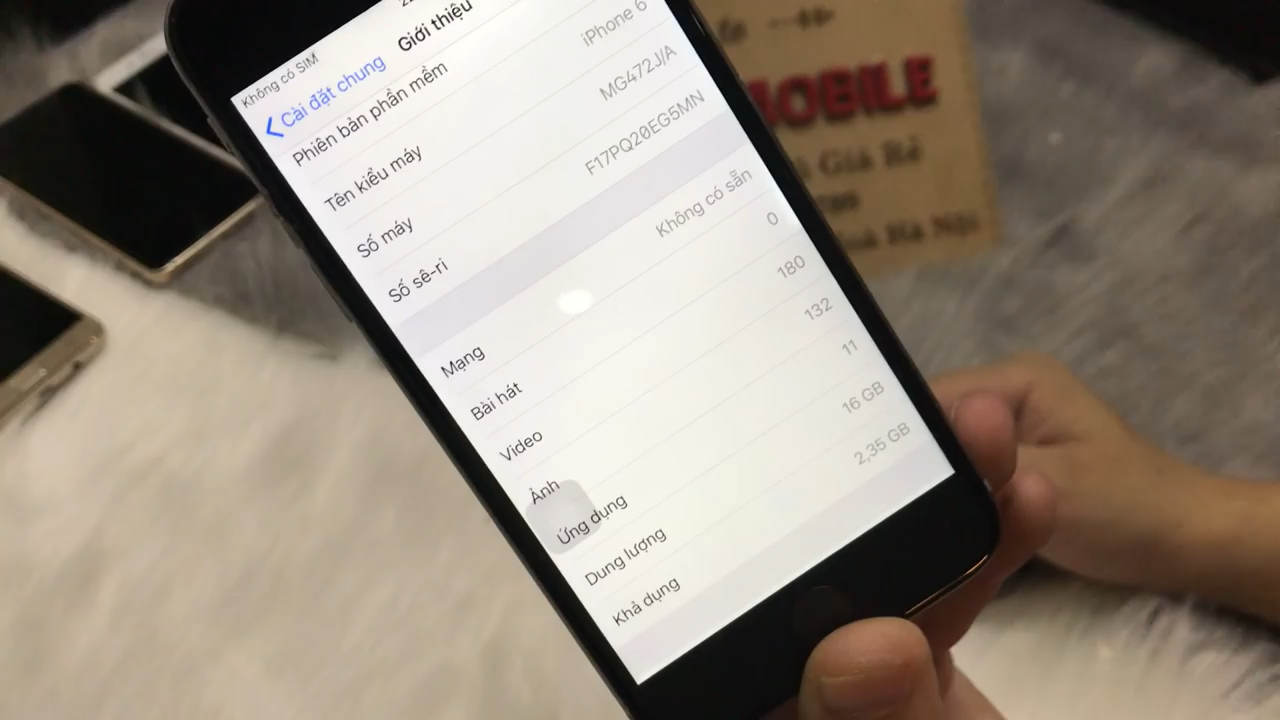 Không có SIM
Cài đặt chung
Giới thiệu
Phiên bản phần mềm
Tên kiểu máy
iPhone 6
Số máy
MG472J/A
Số sê-ri
F17PQ20EG5MN
Mạng
Không có sẵn
Bài hát
0
Video
180
Ảnh
132
Ứng dụng
11
Dung lượng
16 GB
Khả dụng
2,35 GB
MOBILE
Giá Rẻ
Hà Nội